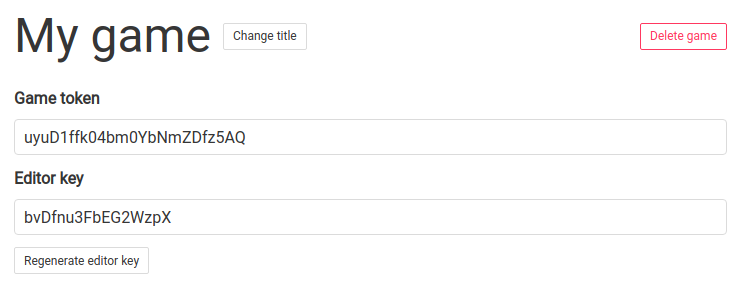 My game
Change title
Delete game
Game token
uyuD1ffk04bm0YbNmZDfz5AQ
Editor key
bvDfnu3FbEG2WzpX
Regenerate editor key